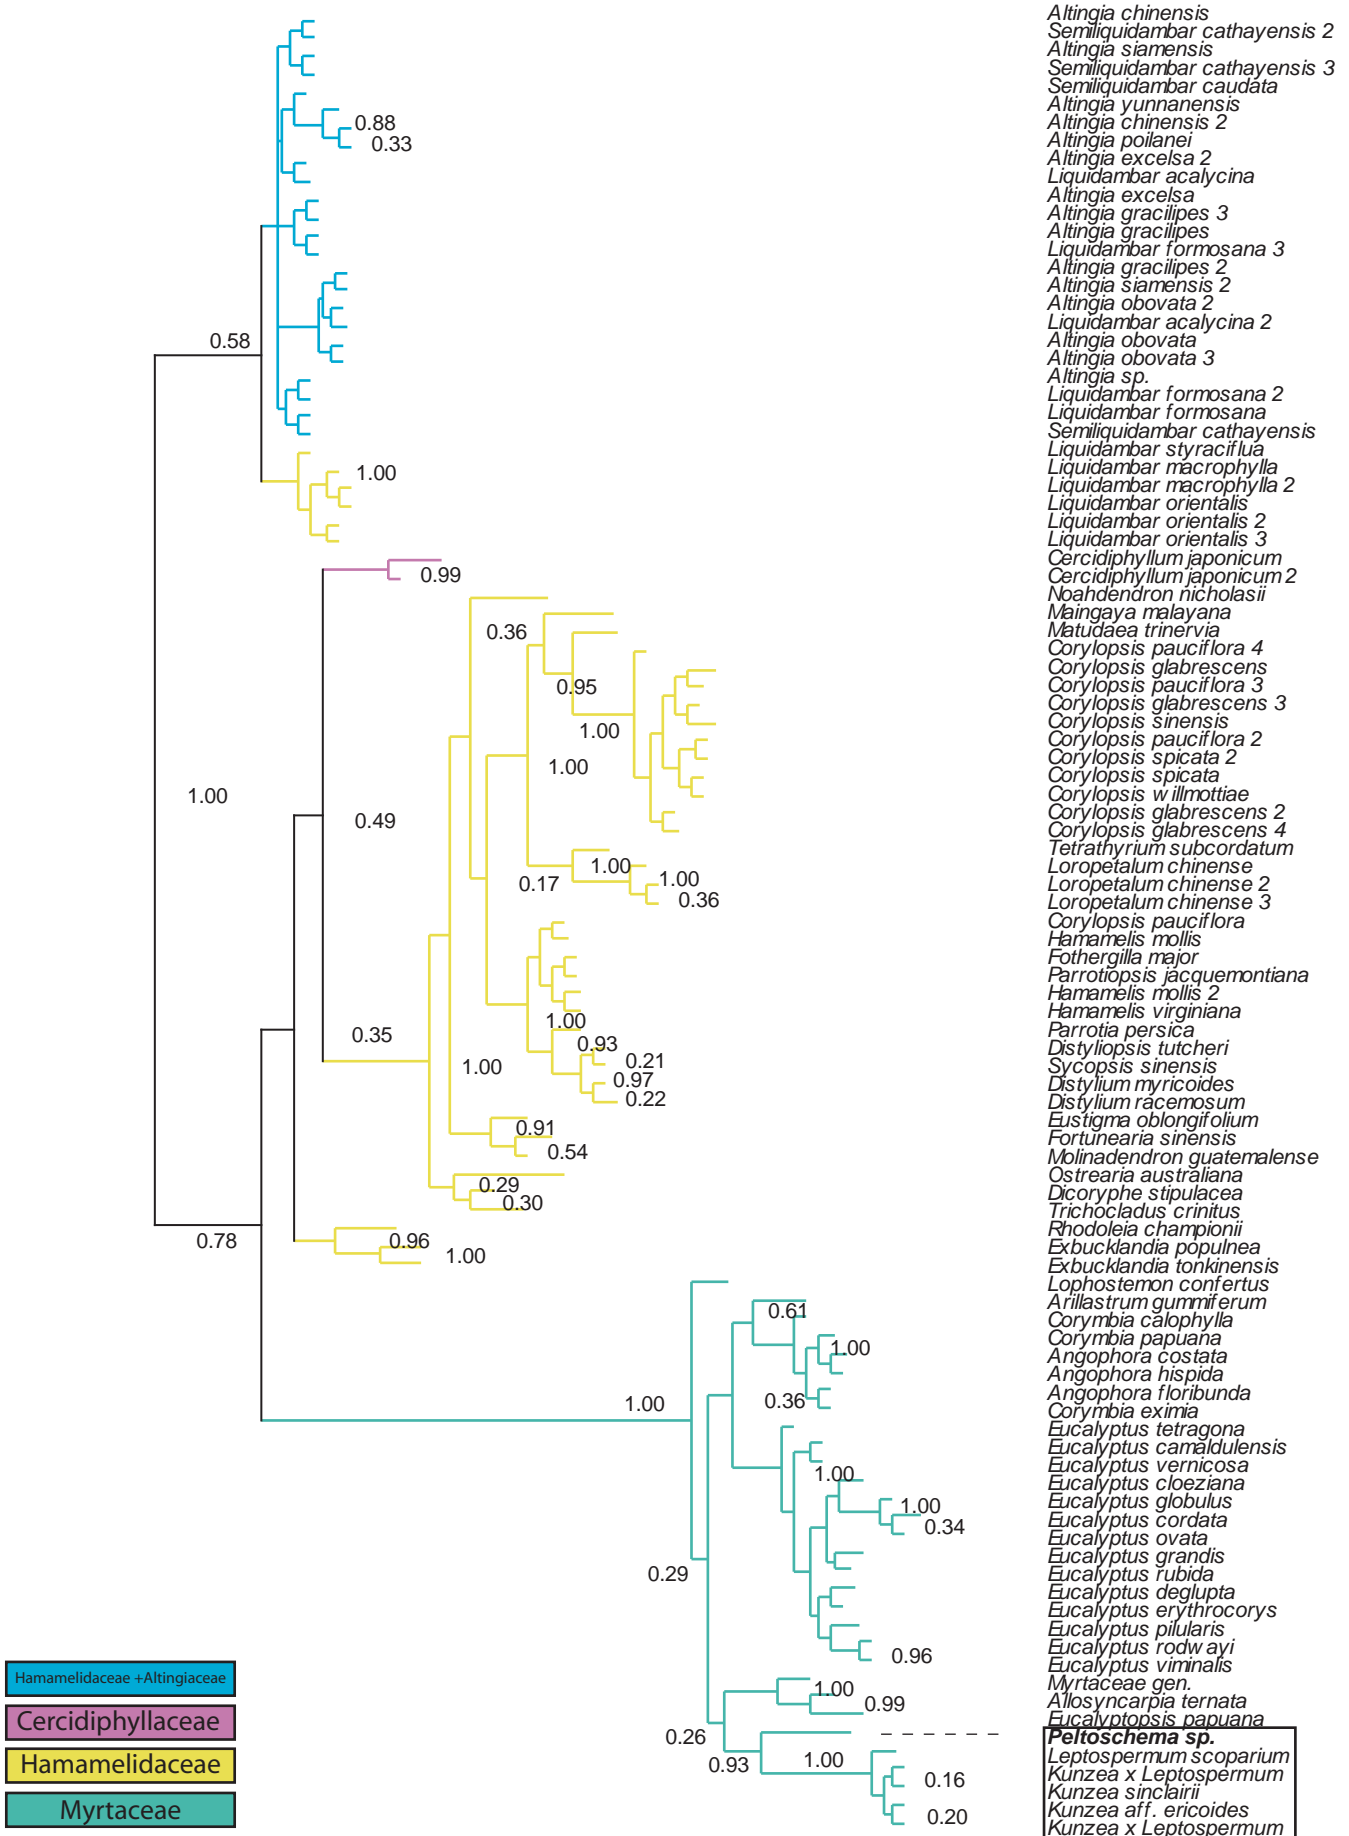 Altingia chinensis
Semiliquidambar cathayensis 2
Altingia siamensis
Semiliquidambar cathayensis 3
Semiliquidambar caudata
Altingia yunnanensis
0.88
Altingia chinensis 2
0.33
Altingia poilanei
Altingia excelsa 2
Liquidambar acalycina
Altingia excelsa
Altingia gracilipes 3
Altingia gracilipes
Liquidambar formosana 3
Altingia gracilipes 2
Altingia siamensis 2
Altingia obovata 2
Liquidambar acalycina 2
0.58
Altingia obovata
Altingia obovata 3
Altingia sp.
Liquidambar formosana 2
Liquidambar formosana
Semiliquidambar cathayensis
Liquidambar styraciflua
1.00
Liquidambar macrophylla
Liquidambar macrophylla 2
Liquidambar orientalis
Liquidambar orientalis 2
Liquidambar orientalis 3
Cercidiphyllum japonicum
0.99
Cercidiphyllum japonicum 2
Noahdendron nicholasii
Maingaya malayana
0.36
Matudaea trinervia
Corylopsis pauciflora 4
Corylopsis glabrescens
0.95
Corylopsis pauciflora 3
Corylopsis glabrescens 3
Corylopsis sinensis
1.00
Corylopsis pauciflora 2
Corylopsis spicata 2
1.00
Corylopsis spicata
1.00
Corylopsis willmottiae
Corylopsis glabrescens 2
0.49
Corylopsis glabrescens 4
Tetrathyrium subcordatum
1.00
Loropetalum chinense
0.17
1.00
Loropetalum chinense 2
0.36
Loropetalum chinense 3
Corylopsis pauciflora
Hamamelis mollis
Fothergilla major
Parrotiopsis jacquemontiana
Hamamelis mollis 2
Hamamelis virginiana
1.00
Parrotia persica
0.35
0.93
Distyliopsis tutcheri
0.21
Sycopsis sinensis
1.00
0.97
Distylium myricoides
0.22
Distylium racemosum
Eustigma oblongifolium
0.91
Fortunearia sinensis
0.54
Molinadendron guatemalense
Ostrearia australiana
0.29
Dicoryphe stipulacea
0.30
Trichocladus crinitus
Rhodoleia championii
0.78
0.96
Exbucklandia populnea
1.00
Exbucklandia tonkinensis
Lophostemon confertus
Arillastrum gummiferum
0.61
Corymbia calophylla
Corymbia papuana
1.00
Angophora costata
Angophora hispida
Angophora floribunda
1.00
0.36
Corymbia eximia
Eucalyptus tetragona
Eucalyptus camaldulensis
Eucalyptus vernicosa
1.00
Eucalyptus cloeziana
Eucalyptus globulus
1.00
Eucalyptus cordata
0.34
Eucalyptus ovata
Eucalyptus grandis
0.29
Eucalyptus rubida
Eucalyptus deglupta
Eucalyptus erythrocorys
Eucalyptus pilularis
Eucalyptus rodwayi
0.96
Eucalyptus viminalis
Myrtaceae gen.
1.00
Allosyncarpia ternata
0.99
Eucalyptopsis papuana
0.26
Peltoschema sp.
Leptospermum scoparium
0.93
1.00
Kunzea x Leptospermum
0.16
Kunzea sinclairii
Kunzea aff. ericoides
0.20
Kunzea x Leptospermum
Hamamelidaceae +Altingiaceae
Cercidiphyllaceae
Hamamelidaceae
Myrtaceae